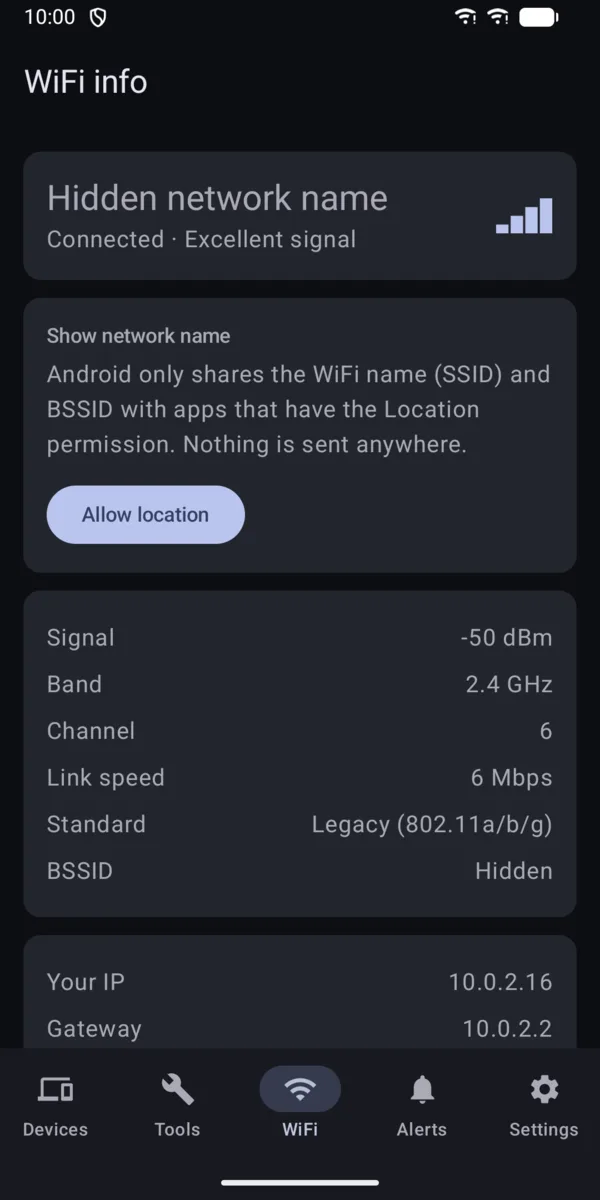 10:00
WiFi info
Hidden network name
Connected · Excellent signal
Show network name
Android only shares the WiFi name (SSID) and
BSSID with apps that have the Location
permission. Nothing is sent anywhere.
Allow location
Signal -50 dBm
Band 2.4 GHz
Channel 6
Link speed 6 Mbps
Standard Legacy (802.11a/b/g)
BSSID Hidden
Your IP 10.0.2.16
Gateway 10.0.2.2
Devices Tools WiFi Alerts Settings